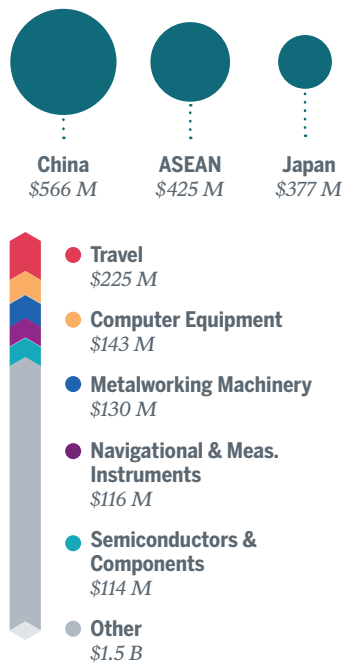 China
$566 M
ASEAN
$425 M
Japan
$377 M
Travel
$225 M
Computer Equipment
$143 M
Metalworking Machinery
$130 M
Navigational & Meas.
Instruments
$116 M
Semiconductors &
Components
$114 M
Other
$1.5 B